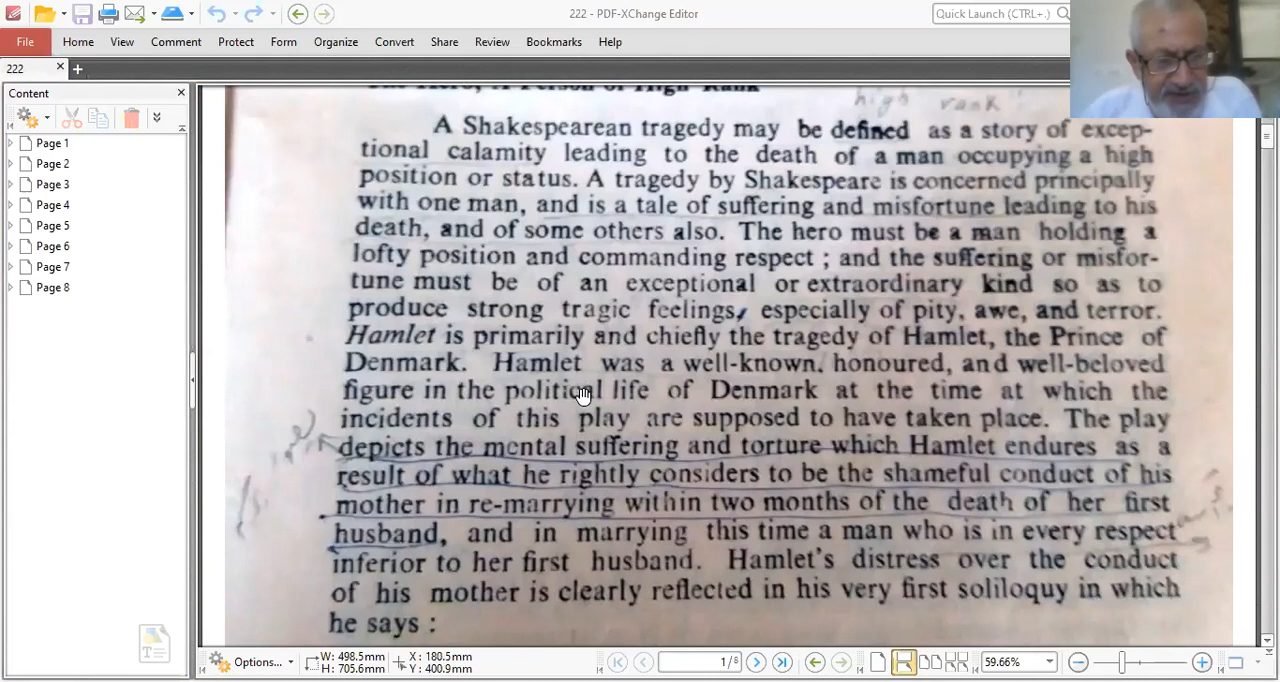 222 - PDF-XChange Editor
Quick Launch (CTRL+.)
File Home View Comment Protect Form Organize Convert Share Review Bookmarks Help
222
Content
Page 1
Page 2
Page 3
Page 4
Page 5
Page 6
Page 7
Page 8
high rank
A Shakespearean tragedy may be defined as a story of excep-
tional calamity leading to the death of a man occupying a high
position or status. A tragedy by Shakespeare is concerned principally
with one man, and is a tale of suffering and misfortune leading to his
death, and of some others also. The hero must be a man holding a
lofty position and commanding respect ; and the suffering or misfor-
tune must be of an exceptional or extraordinary kind so as to
produce strong tragic feelings, especially of pity, awe, and terror.
Hamlet is primarily and chiefly the tragedy of Hamlet, the Prince of
Denmark. Hamlet was a well-known, honoured, and well-beloved
figure in the political life of Denmark at the time at which the
incidents of this play are supposed to have taken place. The play
depicts the mental suffering and torture which Hamlet endures as a
result of what he rightly considers to be the shameful conduct of his
mother in re-marrying within two months of the death of her first
husband, and in marrying this time a man who is in every respect
inferior to her first husband. Hamlet's distress over the conduct
of his mother is clearly reflected in his very first soliloquy in which
he says :
Options...
W: 498.5mm
H: 705.6mm
X: 180.5mm
Y: 400.9mm
59.66%